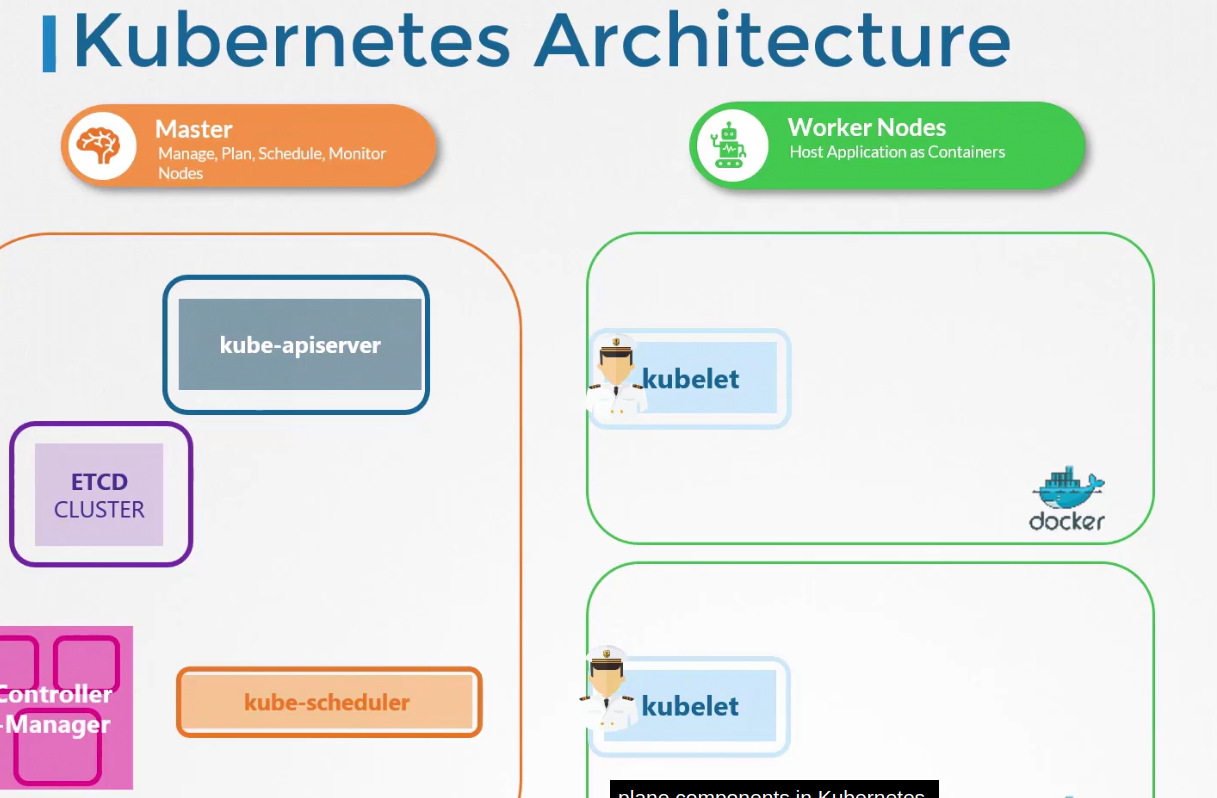 Kubernetes Architecture
Master
Manage, Plan, Schedule, Monitor
Nodes
Worker Nodes
Host Application as Containers
kube-apiserver
ETCD
CLUSTER
Controller
-Manager
kube-scheduler
kubelet
docker
kubelet
plane components in Kubernetes